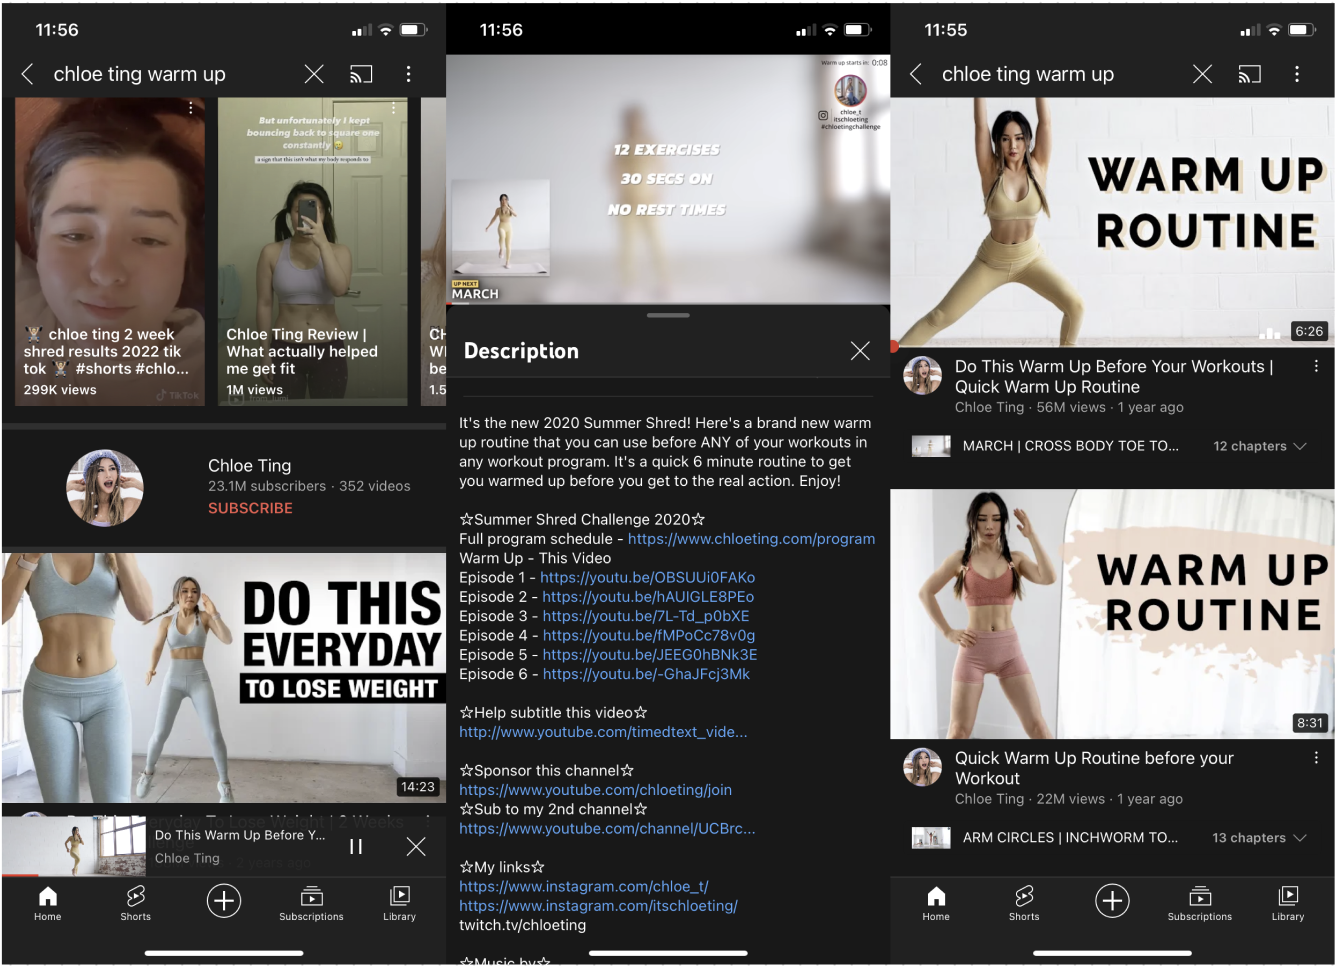 11:56
chloe ting warm up
But unfortunately I kept
bouncing back to square one
constantly
a sign that this isn't what my body responds to
🏋 chloe ting 2 week
shred results 2022 tik
tok 🏋 #shorts #chlo...
299K views
TikTok
Chloe Ting Review |
What actually helped
me get fit
1M views
CH
be
1.5
Chloe Ting
23.1M subscribers · 352 videos
SUBSCRIBE
DO THIS
EVERYDAY
TO LOSE WEIGHT
14:23
Do This Warm Up Before Y...
Chloe Ting
2 years ago
Home
Shorts
Subscriptions
Library
11:56
Warm up starts in: 0:08
chloe_t
itschloeting
#chloetingchallenge
12 EXERCISES
30 SECS ON
NO REST TIMES
UP NEXT
MARCH
Description
It's the new 2020 Summer Shred! Here's a brand new warm
up routine that you can use before ANY of your workouts in
any workout program. It's a quick 6 minute routine to get
you warmed up before you get to the real action. Enjoy!
☆Summer Shred Challenge 2020☆
Full program schedule - https://www.chloeting.com/program
Warm Up - This Video
Episode 1 - https://youtu.be/OBSUUi0FAKo
Episode 2 - https://youtu.be/hAUIGLE8PEo
Episode 3 - https://youtu.be/7L-Td_p0bXE
Episode 4 - https://youtu.be/fMPoCc78v0g
Episode 5 - https://youtu.be/JEEG0hBNk3E
Episode 6 - https://youtu.be/-GhaJFcj3Mk
☆Help subtitle this video☆
http://www.youtube.com/timedtext_vide...
☆Sponsor this channel☆
https://www.youtube.com/chloeting/join
☆Sub to my 2nd channel☆
https://www.youtube.com/channel/UCBrc...
☆My links☆
https://www.instagram.com/chloe_t/
https://www.instagram.com/itschloeting/
twitch.tv/chloeting
☆Music by☆
11:55
chloe ting warm up
WARM UP
ROUTINE
6:26
Do This Warm Up Before Your Workouts |
Quick Warm Up Routine
Chloe Ting · 56M views · 1 year ago
MARCH | CROSS BODY TOE TO...
12 chapters
WARM UP
ROUTINE
8:31
Quick Warm Up Routine before your
Workout
Chloe Ting · 22M views · 1 year ago
ARM CIRCLES | INCHWORM TO...
13 chapters
Home
Shorts
Subscriptions
Library